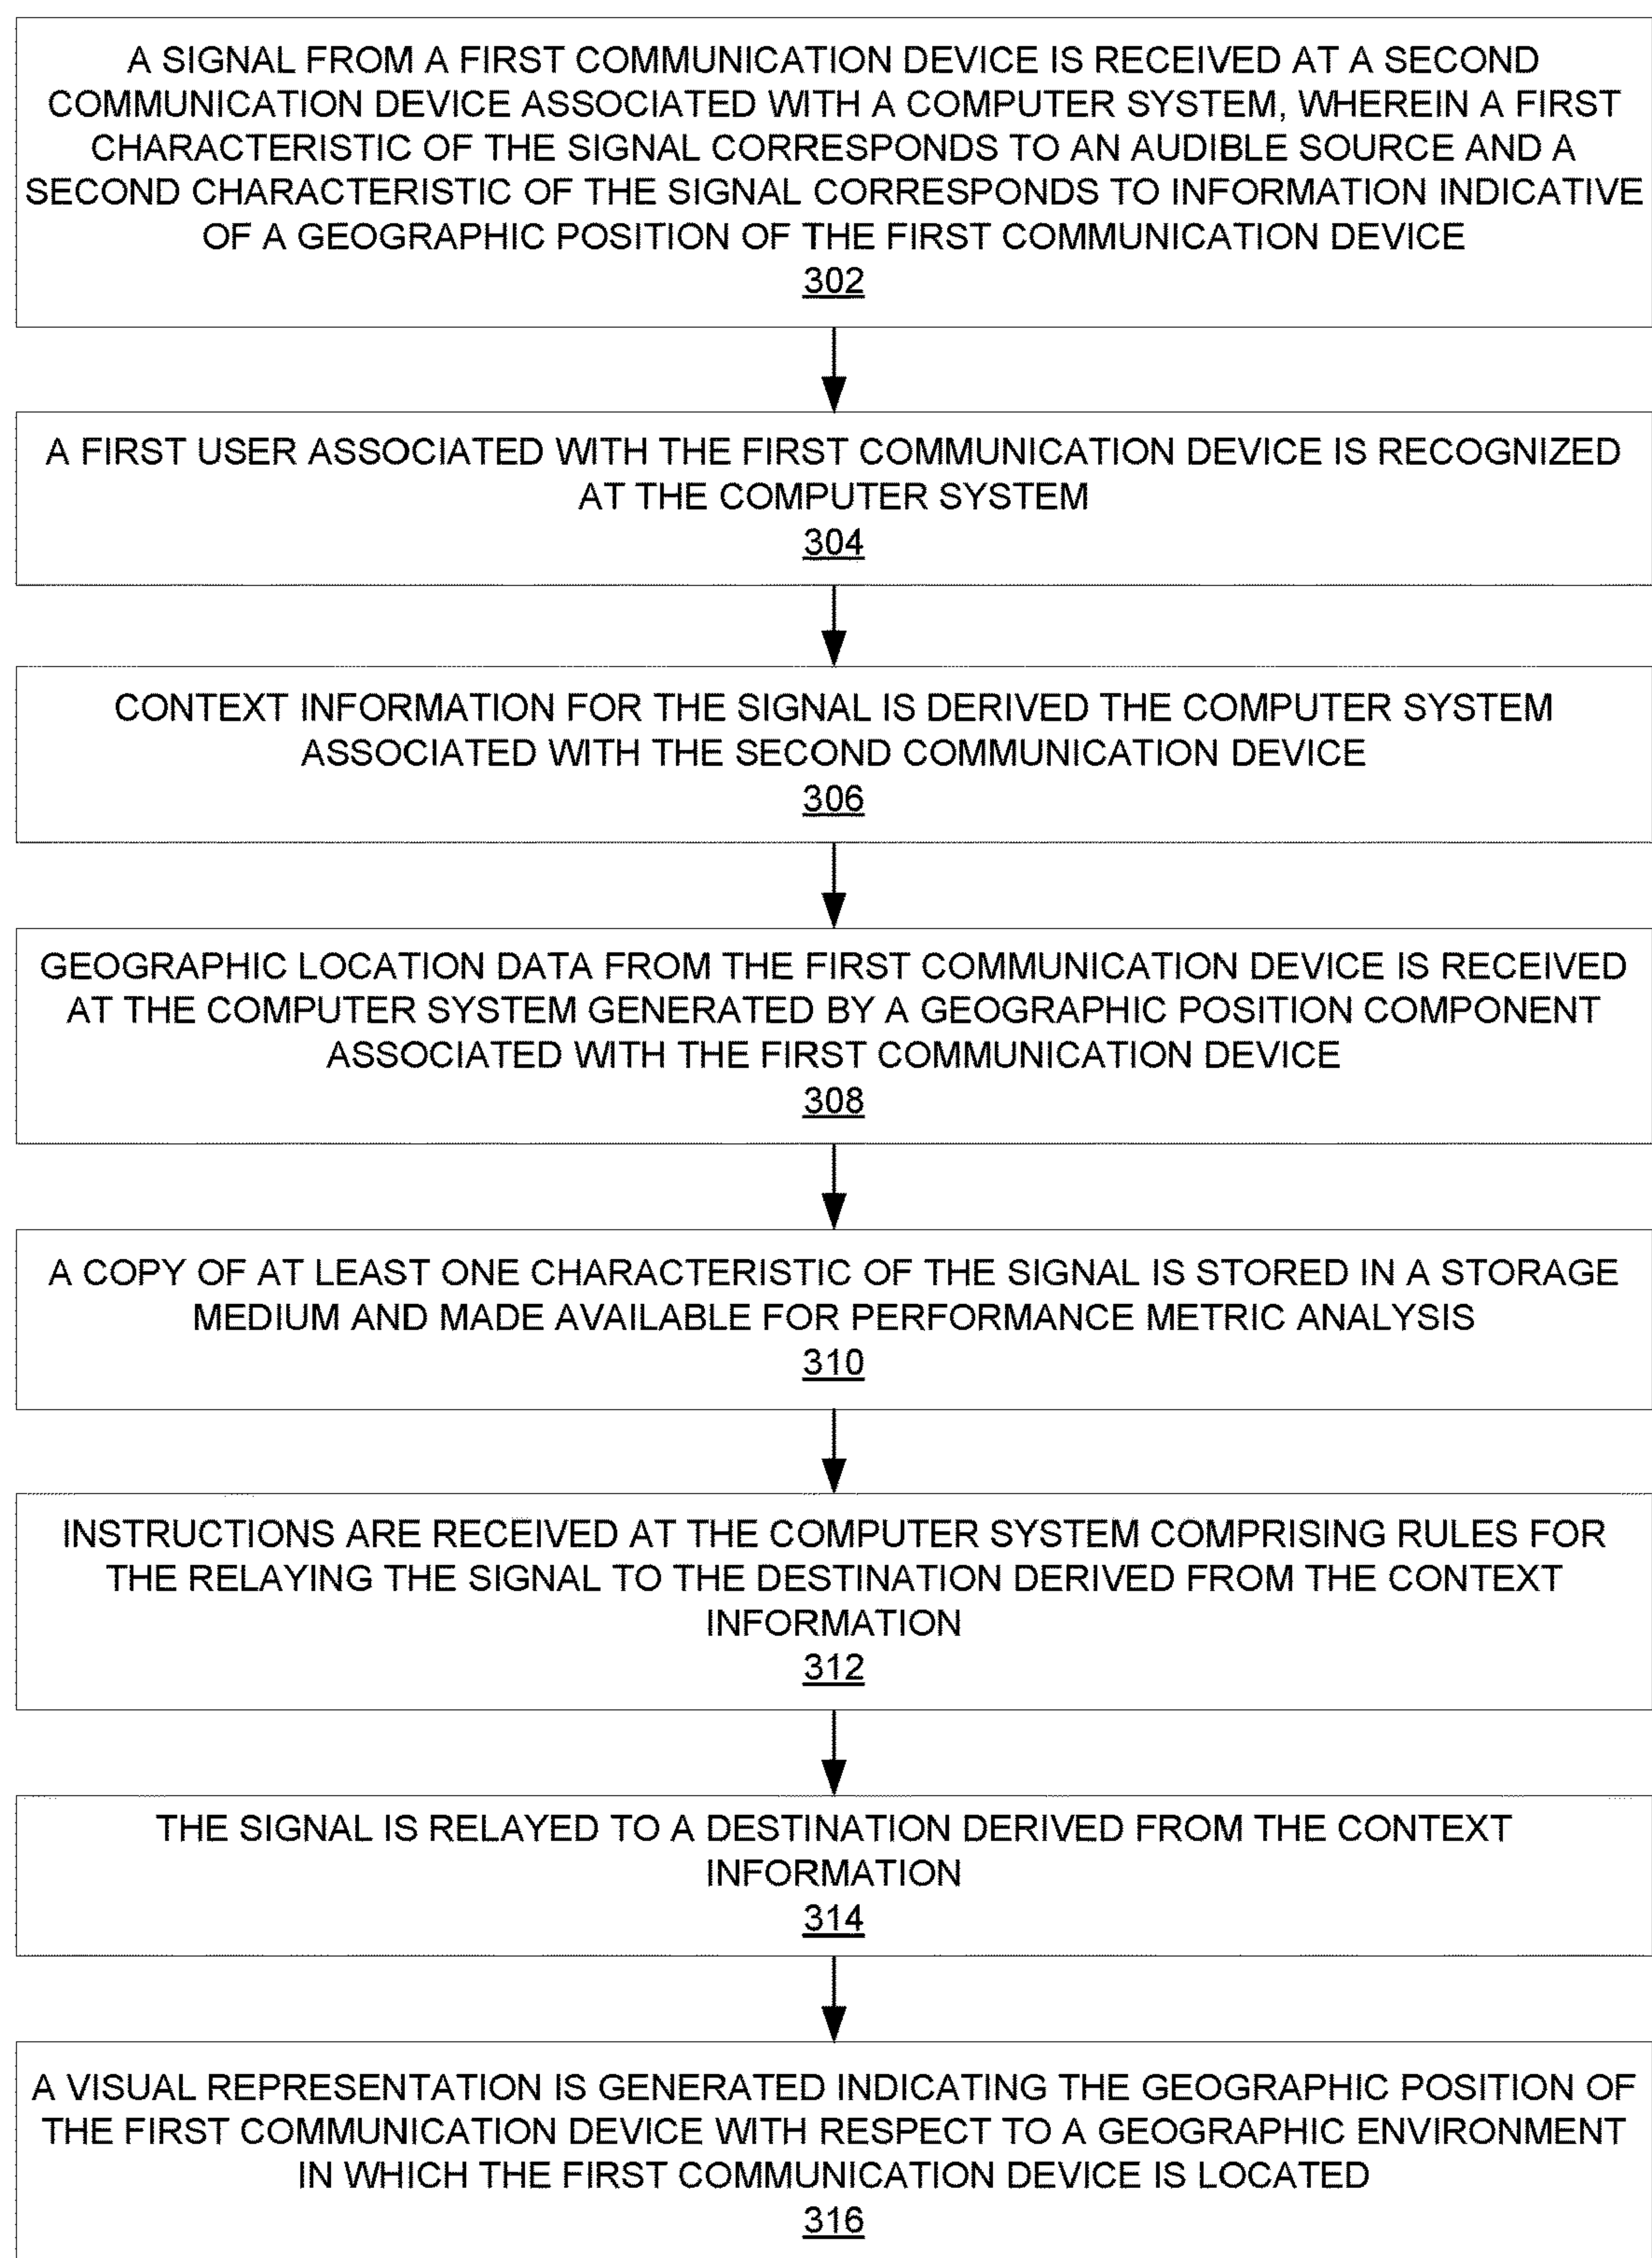 A SIGNAL FROM A FIRST COMMUNICATION DEVICE IS RECEIVED AT A SECOND
COMMUNICATION DEVICE ASSOCIATED WITH A COMPUTER SYSTEM, WHEREIN A FIRST
CHARACTERISTIC OF THE SIGNAL CORRESPONDS TO AN AUDIBLE SOURCE AND A
SECOND CHARACTERISTIC OF THE SIGNAL CORRESPONDS TO INFORMATION INDICATIVE
OF A GEOGRAPHIC POSITION OF THE FIRST COMMUNICATION DEVICE
302
A FIRST USER ASSOCIATED WITH THE FIRST COMMUNICATION DEVICE IS RECOGNIZED
AT THE COMPUTER SYSTEM
304
CONTEXT INFORMATION FOR THE SIGNAL IS DERIVED THE COMPUTER SYSTEM
ASSOCIATED WITH THE SECOND COMMUNICATION DEVICE
306
GEOGRAPHIC LOCATION DATA FROM THE FIRST COMMUNICATION DEVICE IS RECEIVED
AT THE COMPUTER SYSTEM GENERATED BY A GEOGRAPHIC POSITION COMPONENT
ASSOCIATED WITH THE FIRST COMMUNICATION DEVICE
308
A COPY OF AT LEAST ONE CHARACTERISTIC OF THE SIGNAL IS STORED IN A STORAGE
MEDIUM AND MADE AVAILABLE FOR PERFORMANCE METRIC ANALYSIS
310
INSTRUCTIONS ARE RECEIVED AT THE COMPUTER SYSTEM COMPRISING RULES FOR
THE RELAYING THE SIGNAL TO THE DESTINATION DERIVED FROM THE CONTEXT
INFORMATION
312
THE SIGNAL IS RELAYED TO A DESTINATION DERIVED FROM THE CONTEXT
INFORMATION
314
A VISUAL REPRESENTATION IS GENERATED INDICATING THE GEOGRAPHIC POSITION OF
THE FIRST COMMUNICATION DEVICE WITH RESPECT TO A GEOGRAPHIC ENVIRONMENT
IN WHICH THE FIRST COMMUNICATION DEVICE IS LOCATED
316